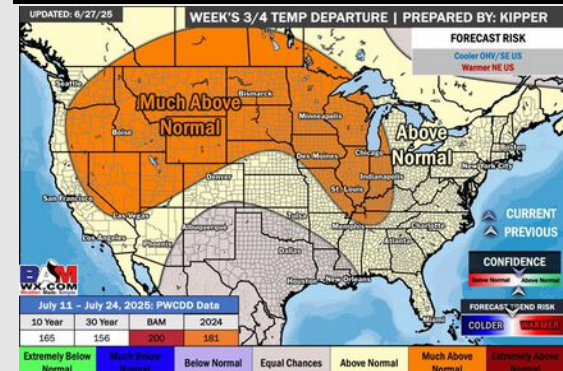 UPDATED: 6/27/25
WEEK'S 3/4 TEMP DEPARTURE | PREPARED BY: KIPPER
FORECAST RISK
Cooler OHV/SE US
Warmer NE US
Seattle
Bismarck
Much Above
Normal
Minneapolis
Above
Normal
Boise
Boston
Chicago
New York City
Des Moines
Indianapolis
Denver
St. Louis
San Francisco
Las Vegas
Tulsa
Los Angeles
Albuquerque
Memphis
Charlotte
Phoenix
Atlanta
Dallas
CURRENT
PREVIOUS
Houston
New Orleans
Miami
CONFIDENCE
Below Normal Above Normal
BAM
WX.COM
July 11 – July 24, 2025: PWCDD Data
10 Year 30 Year BAM 2024
165 156 200 181
FORECAST TREND RISK
COLDER WARMER
Extremely Below Normal
Much Below Normal
Below Normal
Equal Chances
Above Normal
Much Above Normal
Extremely Above Normal